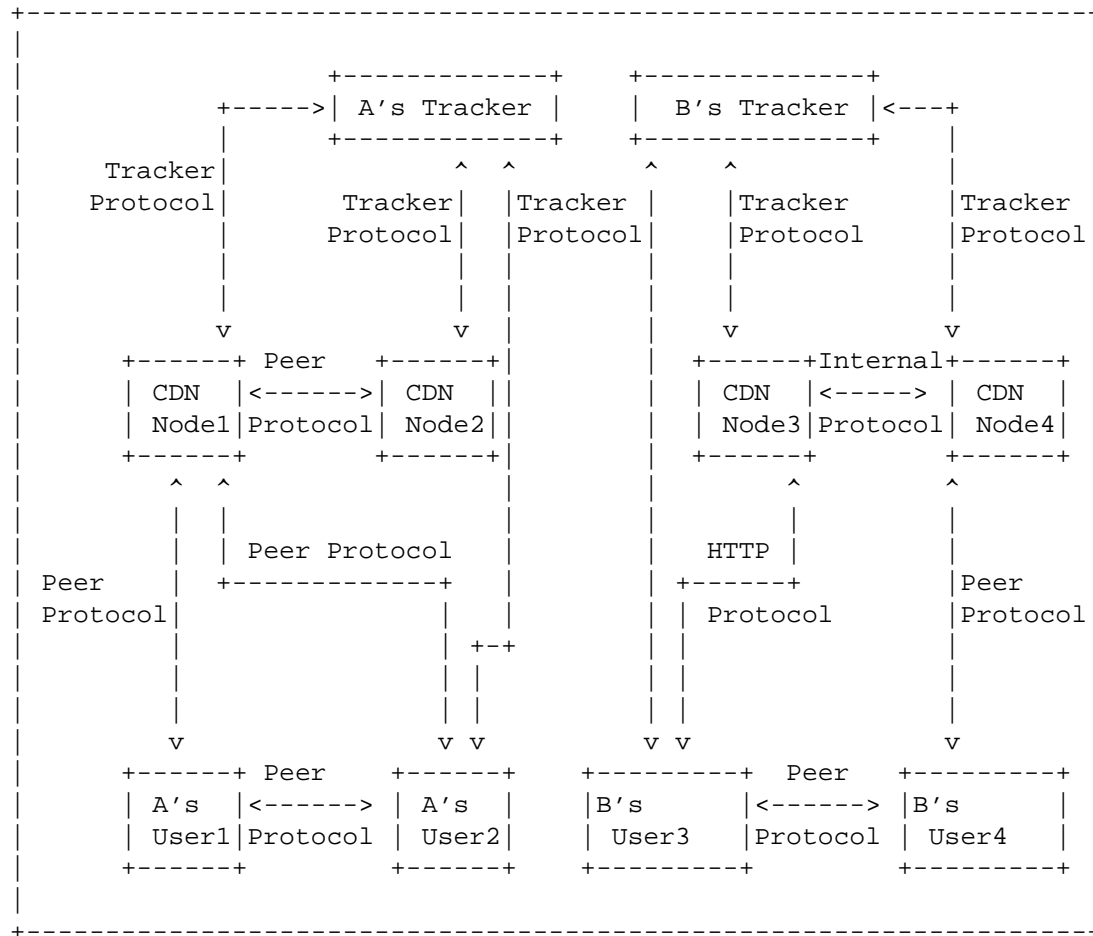 A's Tracker B's Tracker
Tracker
Protocol Tracker Tracker Tracker Tracker
Protocol Protocol Protocol Protocol
Peer Internal
CDN CDN CDN CDN
Node1 Protocol Node2 Node3 Protocol Node4
Peer Protocol HTTP
Peer Peer
Protocol Protocol Protocol
Peer Peer
A's A's B's B's
User1 Protocol User2 User3 Protocol User4